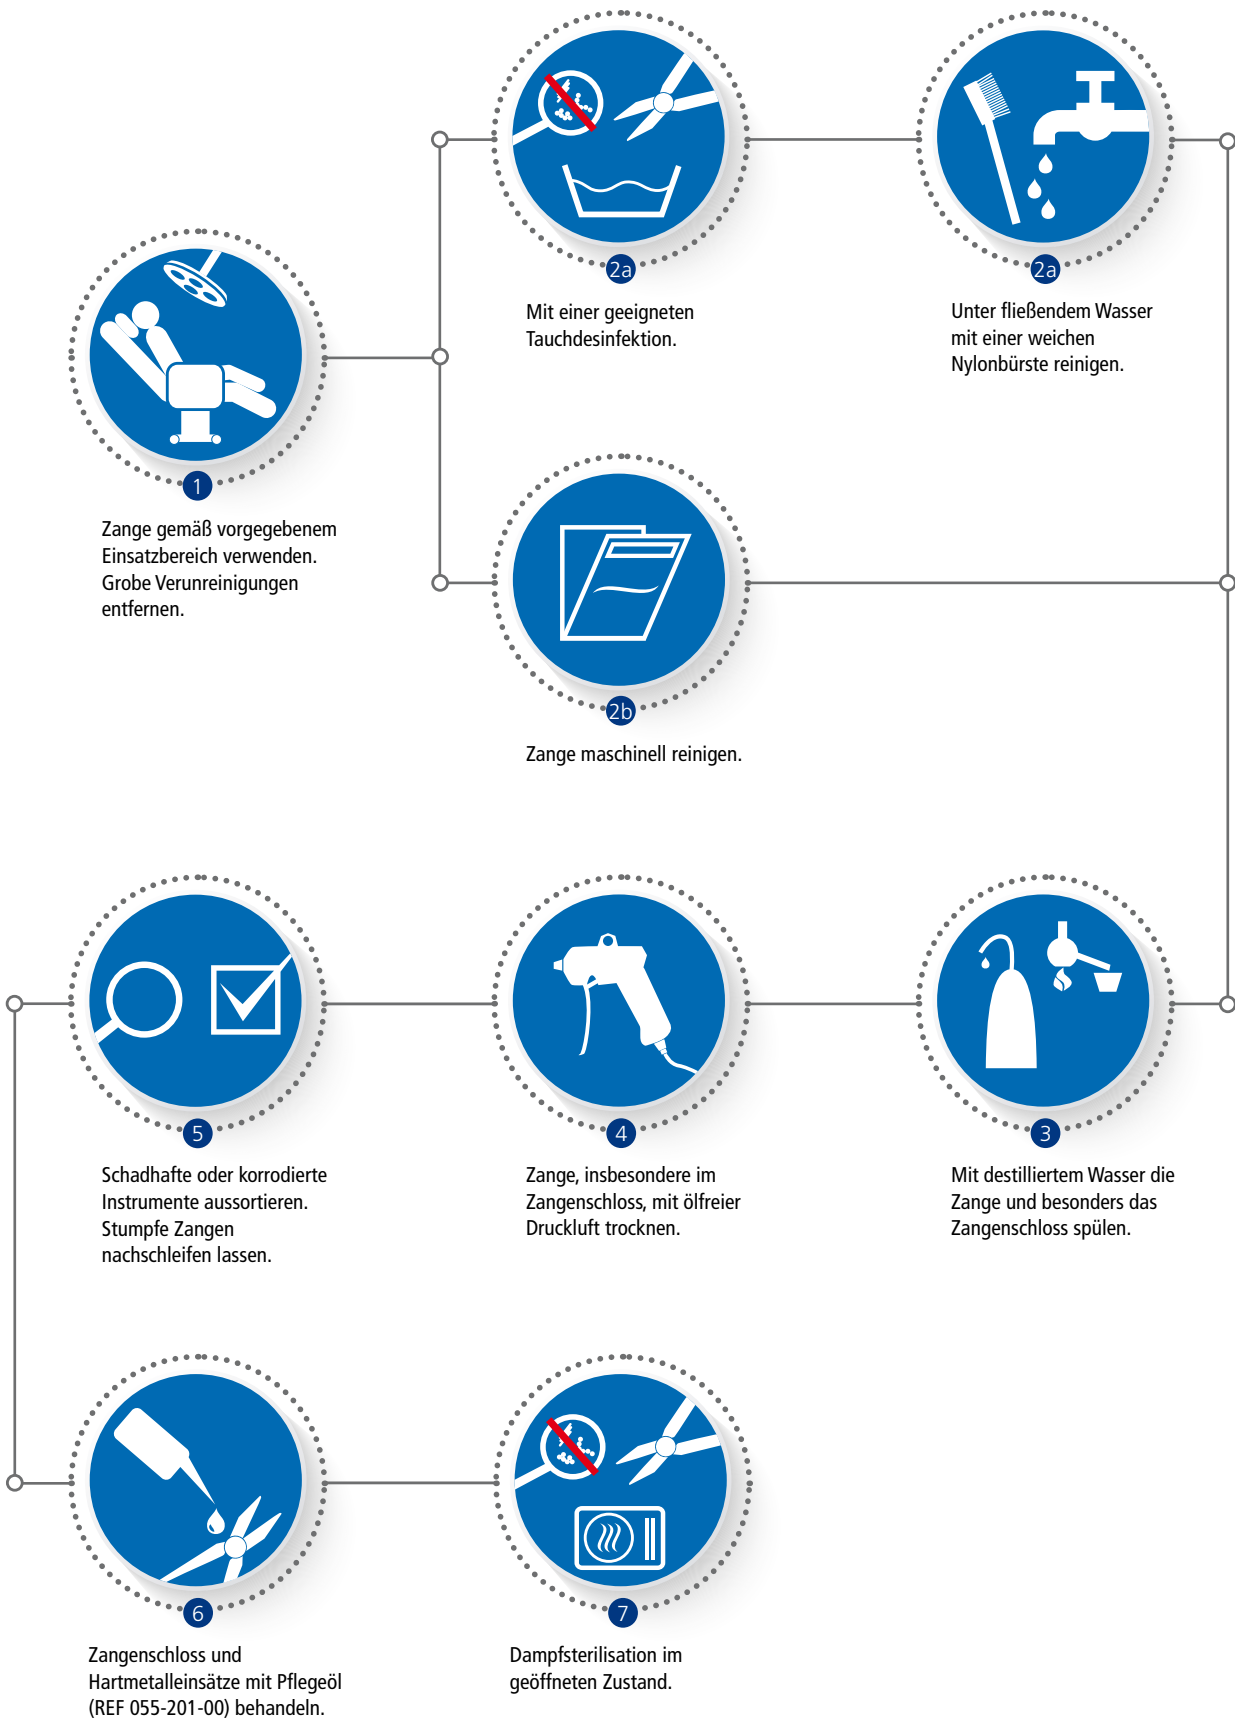 1
Zange gemäß vorgegebenem
Einsatzbereich verwenden.
Grobe Verunreinigungen
entfernen.
2a
Mit einer geeigneten
Tauchdesinfektion.
2a
Unter fließendem Wasser
mit einer weichen
Nylonbürste reinigen.
2b
Zange maschinell reinigen.
3
Mit destilliertem Wasser die
Zange und besonders das
Zangenschloss spülen.
4
Zange, insbesondere im
Zangenschloss, mit ölfreier
Druckluft trocknen.
5
Schadhafte oder korrodierte
Instrumente aussortieren.
Stumpfe Zangen
nachschleifen lassen.
6
Zangenschloss und
Hartmetalleinsätze mit Pflegeöl
(REF 055-201-00) behandeln.
7
Dampfsterilisation im
geöffneten Zustand.